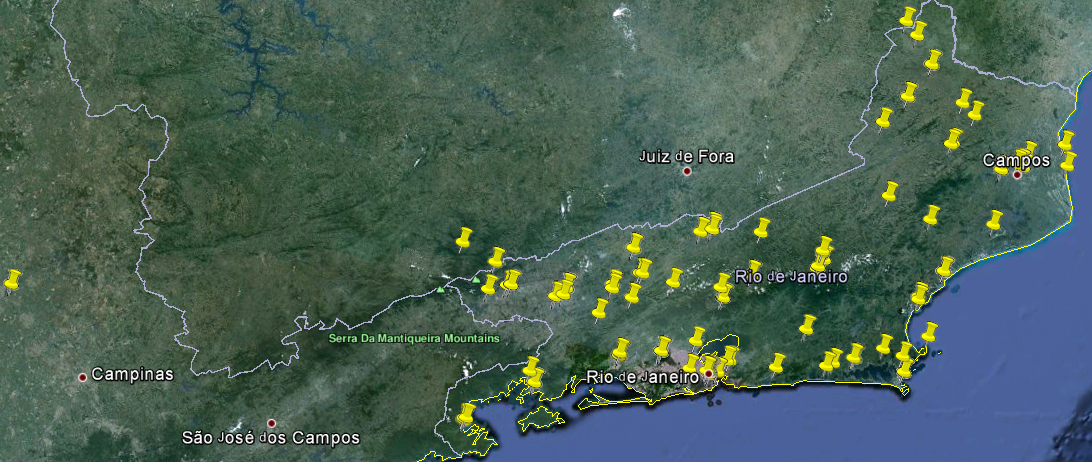 Juiz de Fora
Campos
Rio de Janeiro
Serra Da Mantiqueira Mountains
Campinas
Rio de Janeiro
São José dos Campos